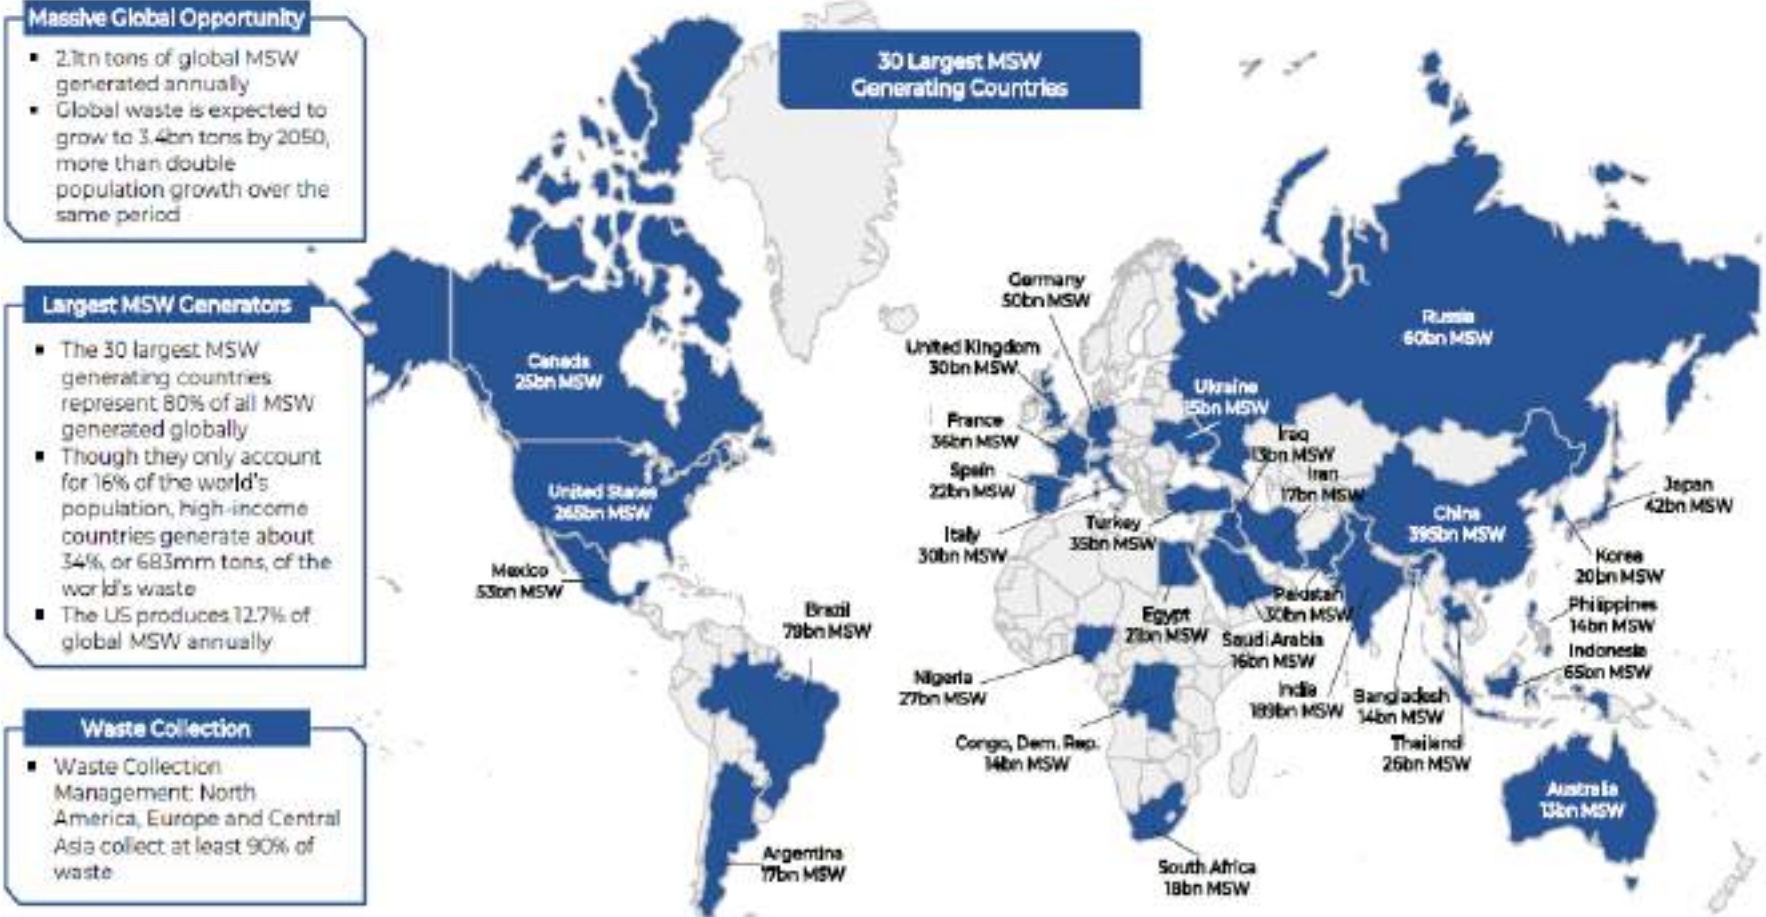 Massive Global Opportunity
▪ 2.1tn tons of global MSW
generated annually
▪ Global waste is expected to
grow to 3.4bn tons by 2050,
more than double
population growth over the
same period
Largest MSW Generators
▪ The 30 largest MSW
generating countries
represent 80% of all MSW
generated globally
▪ Though they only account
for 16% of the world's
population, high-income
countries generate about
34%, or 683mm tons, of the
world's waste
▪ The US produces 12.7% of
global MSW annually
Waste Collection
▪ Waste Collection
Management: North
America, Europe and Central
Asia collect at least 90% of
waste
30 Largest MSW
Generating Countries
Canada
25bn MSW
United States
265bn MSW
Mexico
53bn MSW
Brazil
79bn MSW
Argentina
17bn MSW
Germany
50bn MSW
United Kingdom
30bn MSW
France
36bn MSW
Spain
22bn MSW
Italy
30bn MSW
Turkey
35bn MSW
Ukraine
15bn MSW
Russia
60bn MSW
Iraq
13bn MSW
Iran
17bn MSW
China
395bn MSW
Japan
42bn MSW
Korea
20bn MSW
Philippines
14bn MSW
Indonesia
65bn MSW
Pakistan
30bn MSW
Egypt
21bn MSW
Saudi Arabia
16bn MSW
India
189bn MSW
Bangladesh
14bn MSW
Thailand
26bn MSW
Nigeria
27bn MSW
Congo, Dem. Rep.
14bn MSW
South Africa
18bn MSW
Australia
13bn MSW